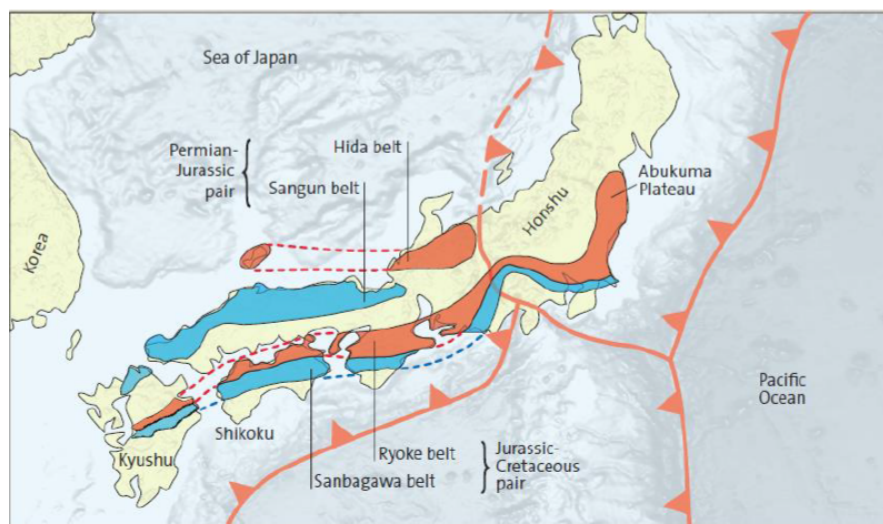 Sea of Japan
Permian-
Jurassic
pair
Hida belt
Sangun belt
Korea
Honshu
Abukuma
Plateau
Pacific
Ocean
Shikoku
Kyushu
Ryoke belt
Sanbagawa belt
Jurassic-
Cretaceous
pair